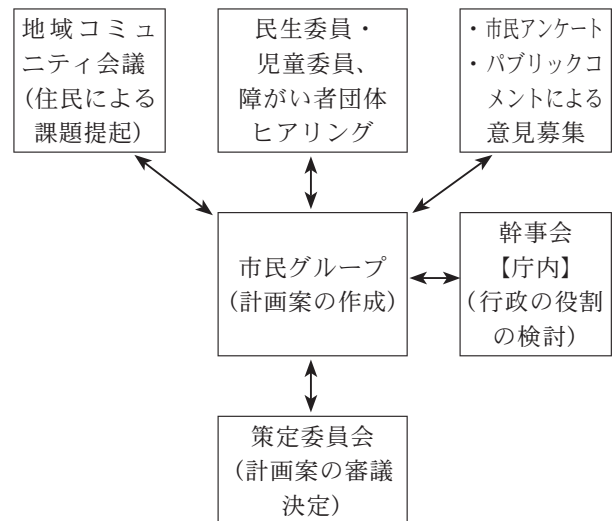 地域コミュ
ニティ会議
(住民による
課題提起)
民生委員・
児童委員、
障がい者団体
ヒアリング
・市民アンケート
・パブリックコ
メントによる
意見募集
市民グループ
(計画案の作成)
幹事会
【庁内】
(行政の役割
の検討)
策定委員会
(計画案の審議
決定)